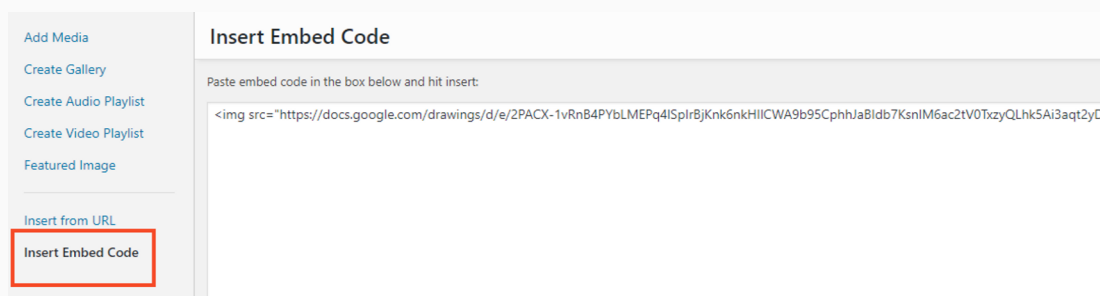 Add Media
Create Gallery
Create Audio Playlist
Create Video Playlist
Featured Image
Insert from URL
Insert Embed Code
Insert Embed Code
Paste embed code in the box below and hit insert:
<img src="https://docs.google.com/drawings/d/e/